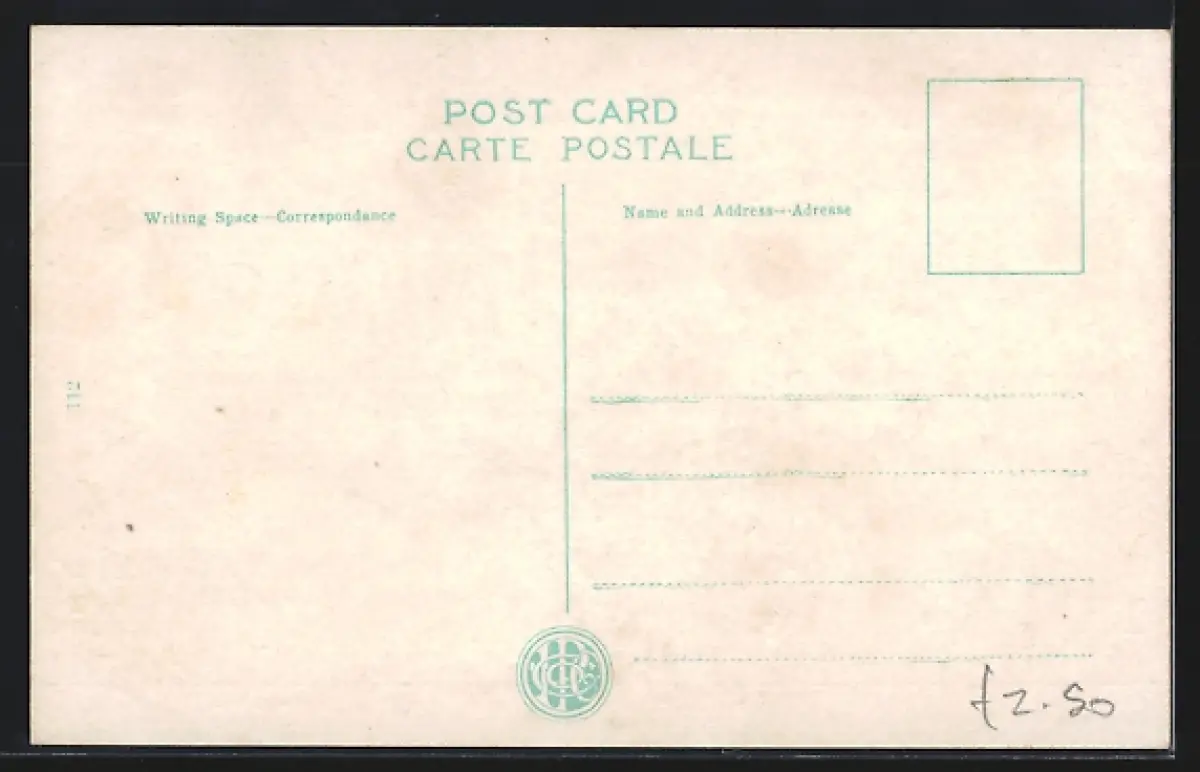 POST CARD
CARTE POSTALE
Writing Space—Correspondance
Name and Address—Adresse
112
£2.50